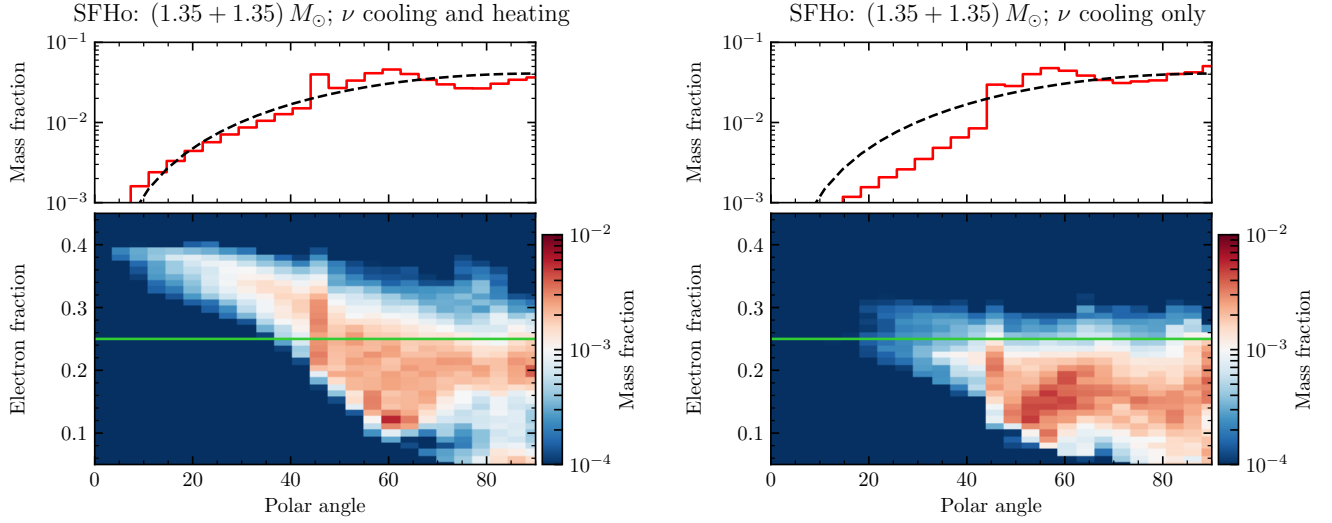 SFHo: (1.35 + 1.35) M⊙; ν cooling and heating
10⁻¹
10⁻²
10⁻³
Mass fraction
0.4
0.3
0.2
0.1
Electron fraction
0 20 40 60 80
Polar angle
10⁻²
10⁻³
10⁻⁴
Mass fraction
SFHo: (1.35 + 1.35) M⊙; ν cooling only
10⁻¹
10⁻²
10⁻³
Mass fraction
0.4
0.3
0.2
0.1
Electron fraction
0 20 40 60 80
Polar angle
10⁻²
10⁻³
10⁻⁴
Mass fraction